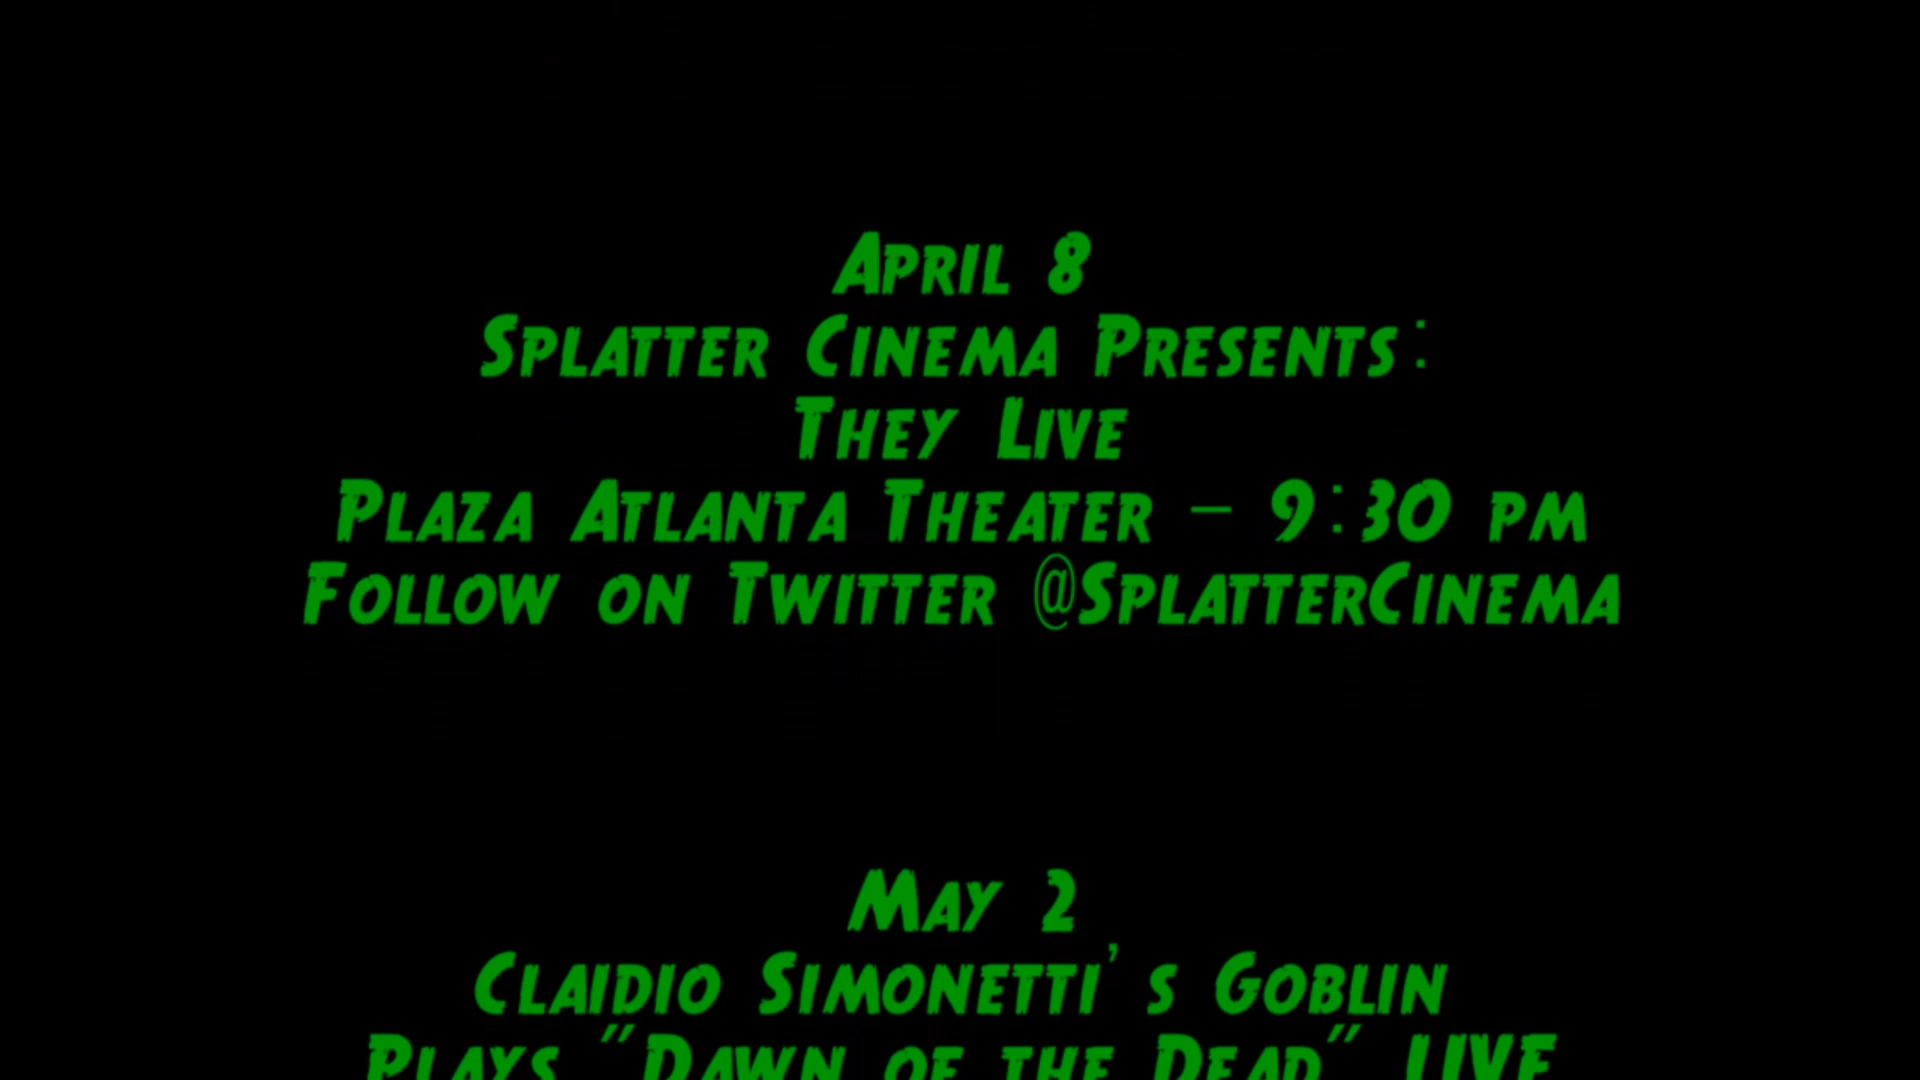 April 8
Splatter Cinema Presents:
They Live
Plaza Atlanta Theater – 9:30 pm
Follow on Twitter @SplatterCinema
May 2
Claidio Simonetti's Goblin
Plays "Dawn of the Dead" LIVE